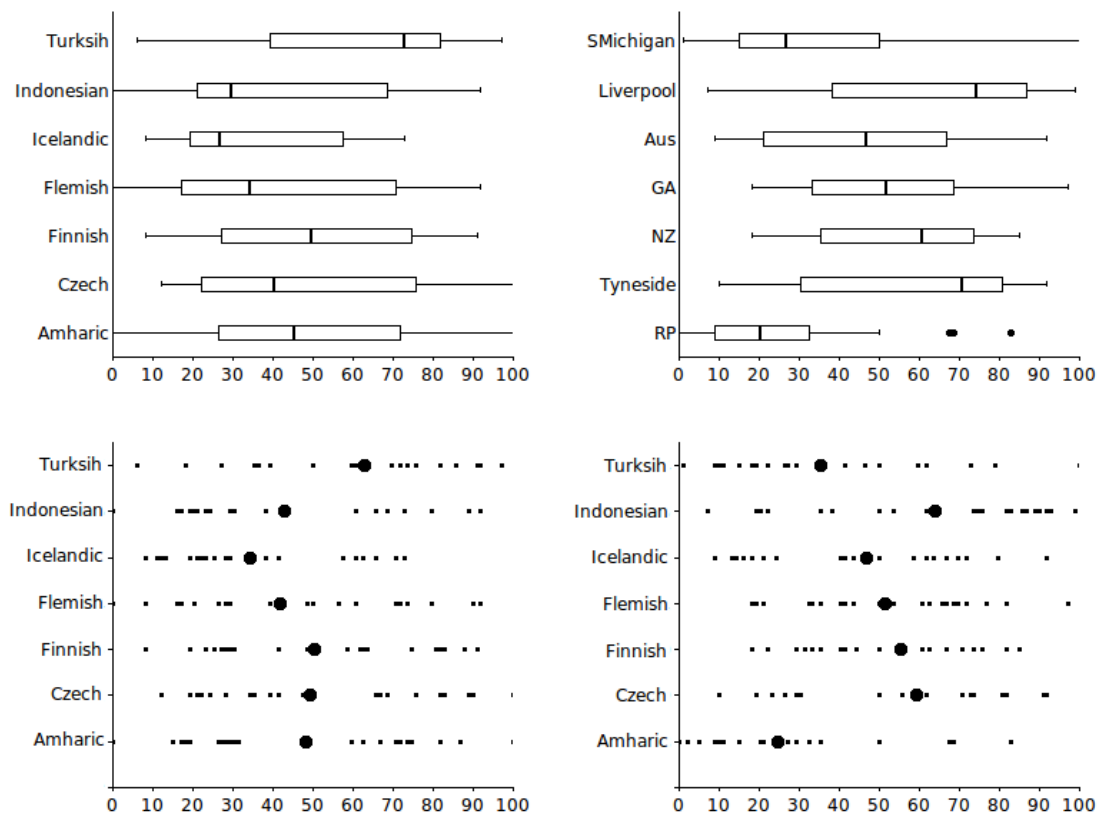 Turksih
Indonesian
Icelandic
Flemish
Finnish
Czech
Amharic
0 10 20 30 40 50 60 70 80 90 100
SMichigan
Liverpool
Aus
GA
NZ
Tyneside
RP
0 10 20 30 40 50 60 70 80 90 100
Turksih
Indonesian
Icelandic
Flemish
Finnish
Czech
Amharic
0 10 20 30 40 50 60 70 80 90 100
Turksih
Indonesian
Icelandic
Flemish
Finnish
Czech
Amharic
0 10 20 30 40 50 60 70 80 90 100